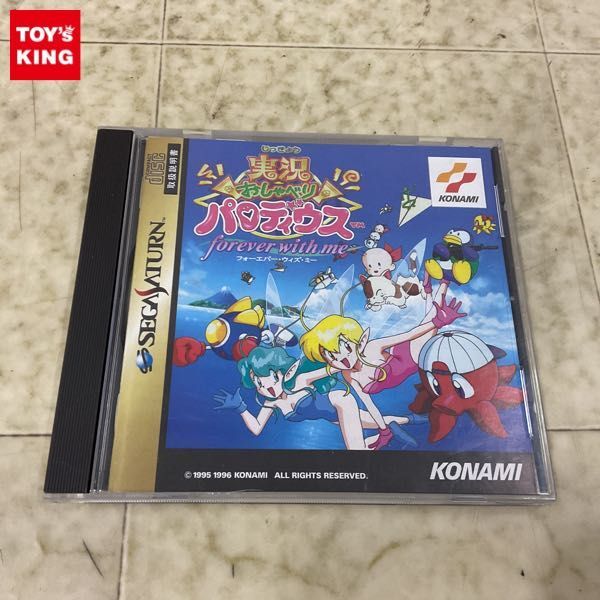 TOY's
KING
取扱説明書
じっきょう
実況
おしゃべり
パロディウス TM
forever with me
フォーエバー・ウィズ・ミー
KONAMI
SEGA SATURN
© 1995 1996 KONAMI ALL RIGHTS RESERVED.
KONAMI